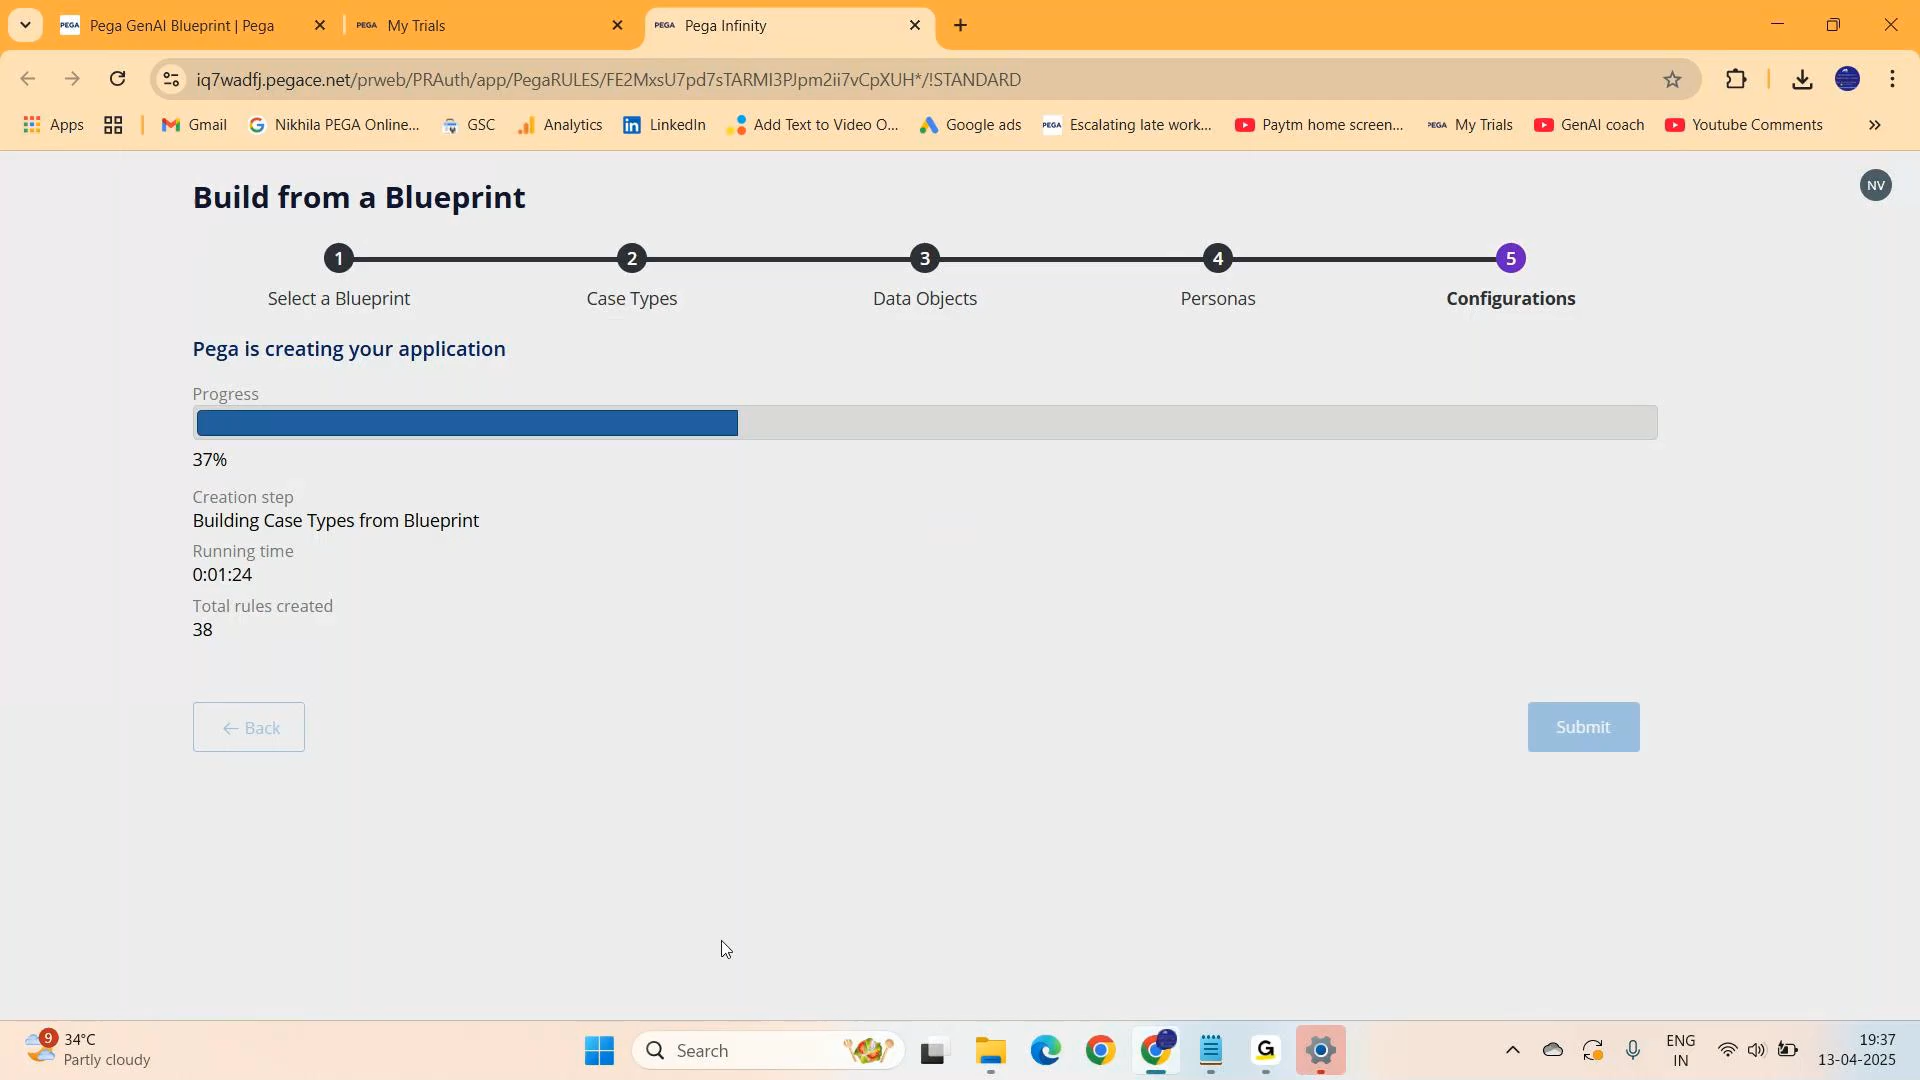 PEGA Pega GenAI Blueprint | Pega
PEGA My Trials
PEGA Pega Infinity
iq7wadfj.pegace.net/prweb/PRAuth/app/PegaRULES/FE2MxsU7pd7sTARMI3PJpm2ii7vCpXUH*/!STANDARD
Apps
Gmail
Nikhila PEGA Online...
GSC
Analytics
LinkedIn
Add Text to Video O...
Google ads
PEGA Escalating late work...
Paytm home screen...
PEGA My Trials
GenAI coach
Youtube Comments
Build from a Blueprint
NV
1 2 3 4 5
Select a Blueprint Case Types Data Objects Personas Configurations
Pega is creating your application
Progress
37%
Creation step
Building Case Types from Blueprint
Running time
0:01:24
Total rules created
38
← Back
Submit
9 34°C
Partly cloudy
Search
ENG
IN
19:37
13-04-2025